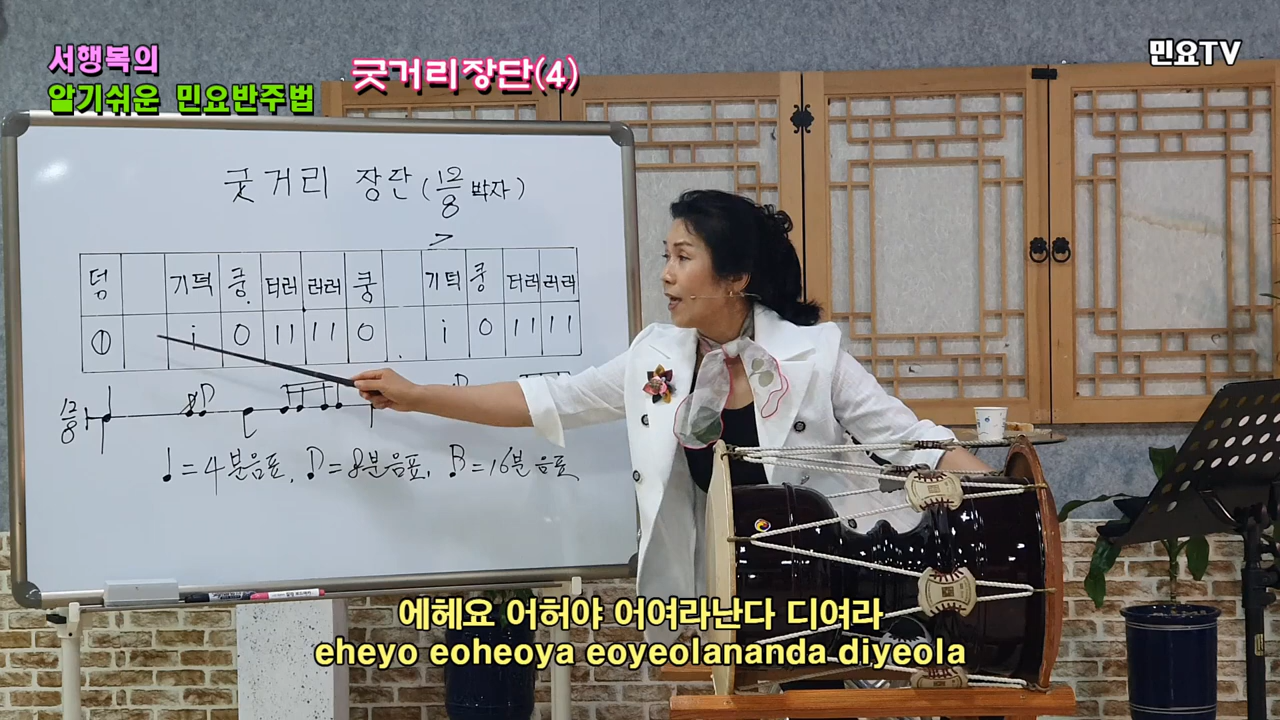 서행복의
알기쉬운 민요반주법
굿거리장단(4)
민요TV
굿거리 장단 (12/8 박자)
>
덩 기덕 쿵 더러 러러 쿵 기덕 쿵 더러 러러
① i 0 11 11 0 i 0 11 11
12/8
♩=4분음표, ♪=8분음표, =16분음표
에헤요 어허야 어여라난다 디여라
eheyo eoheoya eoyeolananda diyeola